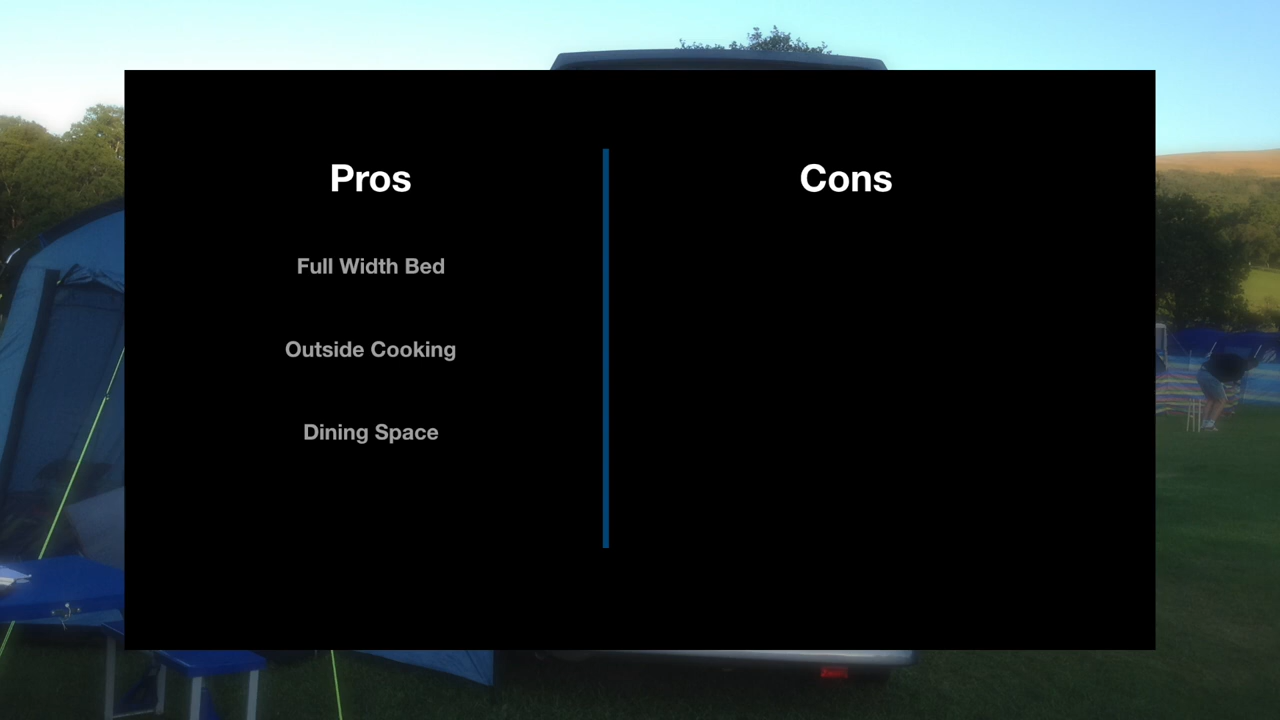 Pros
Cons
Full Width Bed
Outside Cooking
Dining Space